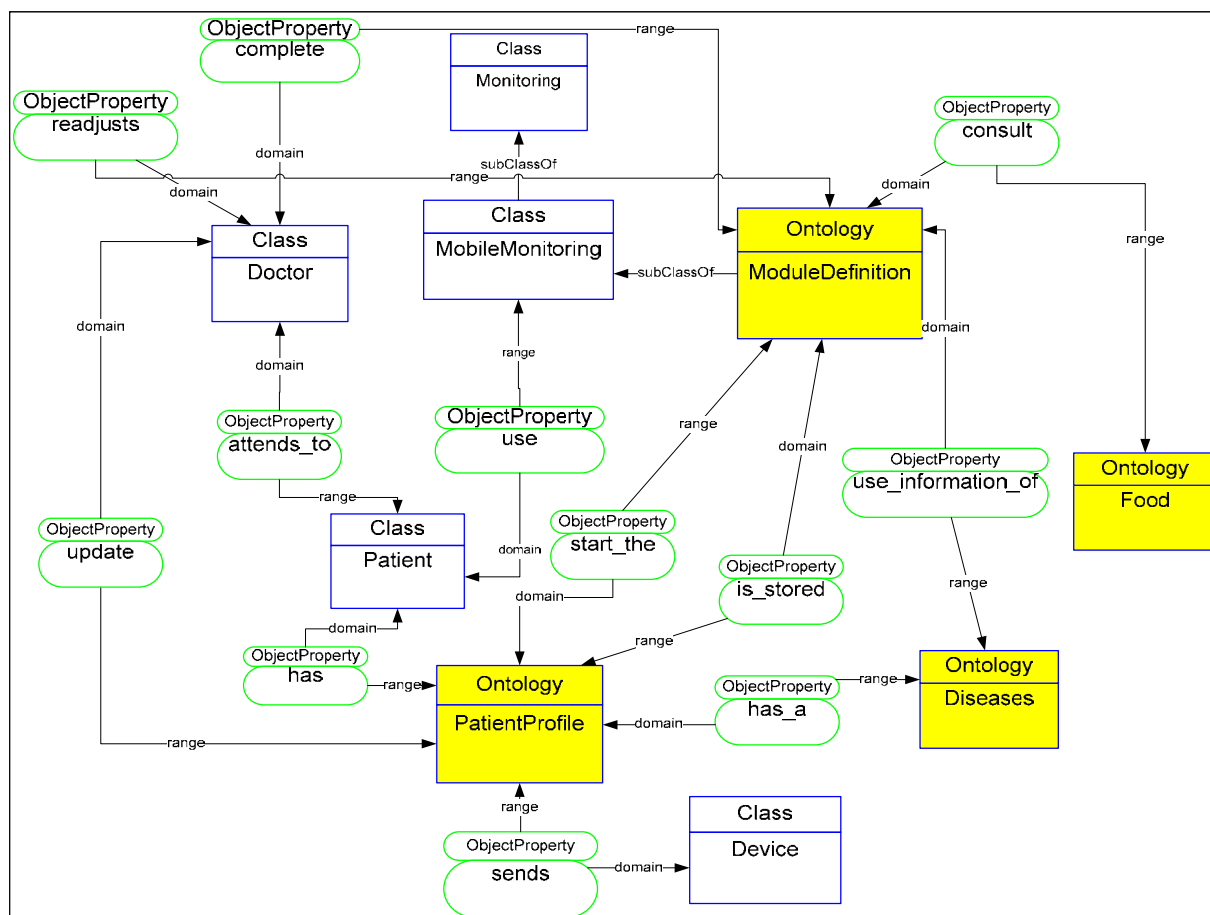 ObjectProperty
complete
range
Class
Monitoring
ObjectProperty
readjusts
ObjectProperty
consult
domain
subClassOf
range
domain
domain
Class
MobileMonitoring
Ontology
ModuleDefinition
Class
Doctor
range
subClassOf
domain
domain
range
domain
range
ObjectProperty
attends_to
ObjectProperty
use
domain
ObjectProperty
use_information_of
Ontology
Food
range
Class
Patient
ObjectProperty
start_the
ObjectProperty
update
domain
ObjectProperty
is_stored
range
domain
domain
range
ObjectProperty
has
range
Ontology
PatientProfile
ObjectProperty
has_a
range
Ontology
Diseases
domain
range
range
Class
Device
ObjectProperty
sends
domain